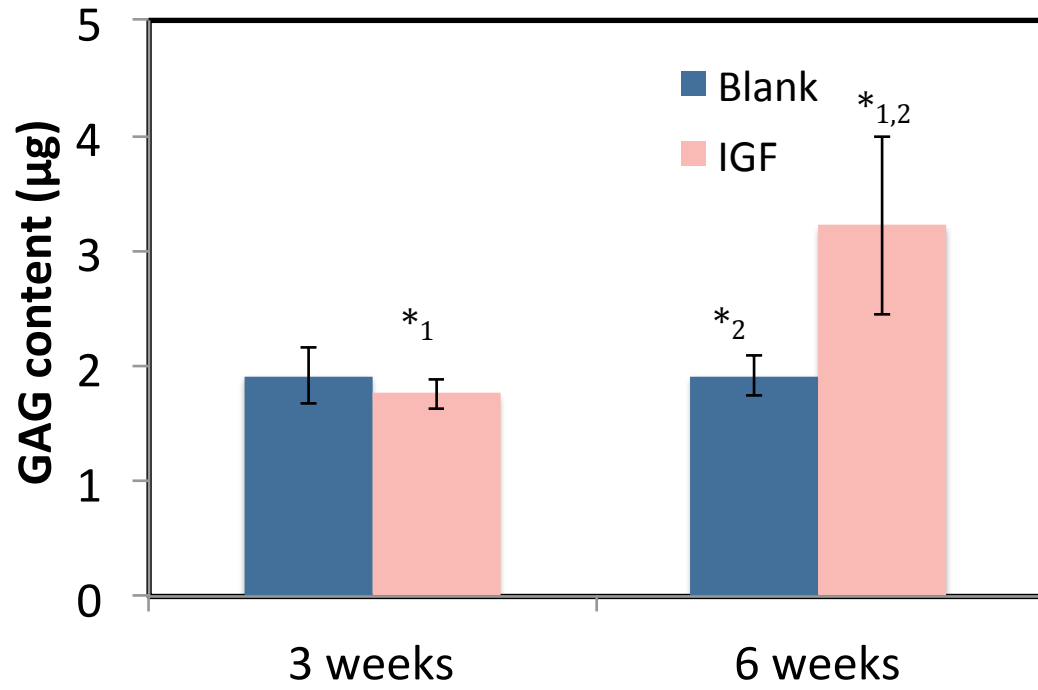 GAG content (µg)
5
4
3
2
1
0
Blank
IGF
*1
*2
*1,2
3 weeks
6 weeks